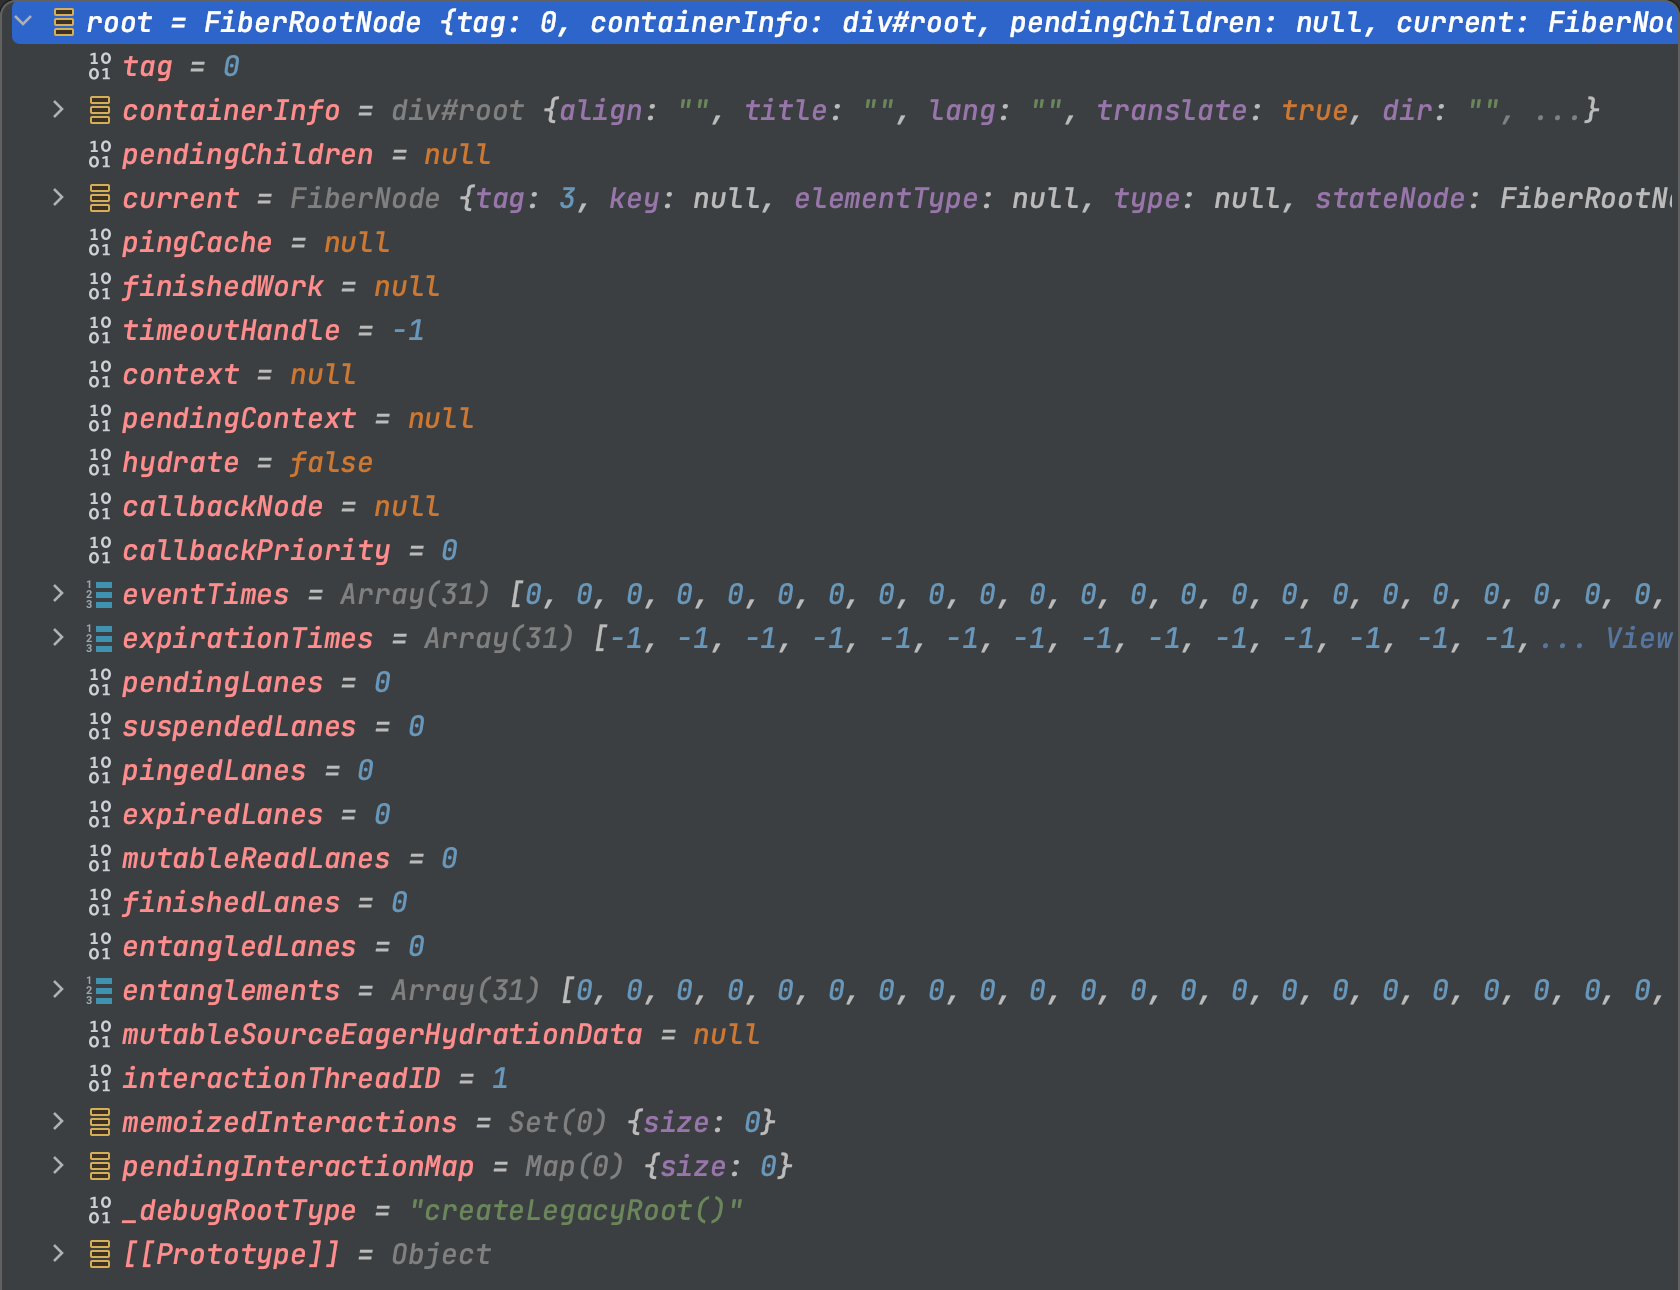 root = FiberRootNode {tag: 0, containerInfo: div#root, pendingChildren: null, current: FiberNo
tag = 0
containerInfo = div#root {align: "", title: "", lang: "", translate: true, dir: "", ...}
pendingChildren = null
current = FiberNode {tag: 3, key: null, elementType: null, type: null, stateNode: FiberRootN
pingCache = null
finishedWork = null
timeoutHandle = -1
context = null
pendingContext = null
hydrate = false
callbackNode = null
callbackPriority = 0
eventTimes = Array(31) [0, 0, 0, 0, 0, 0, 0, 0, 0, 0, 0, 0, 0, 0, 0, 0, 0, 0, 0, 0, 0, 0, 0,
expirationTimes = Array(31) [-1, -1, -1, -1, -1, -1, -1, -1, -1, -1, -1, -1, -1, -1,... View
pendingLanes = 0
suspendedLanes = 0
pingedLanes = 0
expiredLanes = 0
mutableReadLanes = 0
finishedLanes = 0
entangledLanes = 0
entanglements = Array(31) [0, 0, 0, 0, 0, 0, 0, 0, 0, 0, 0, 0, 0, 0, 0, 0, 0, 0, 0, 0, 0, 0,
mutableSourceEagerHydrationData = null
interactionThreadID = 1
memoizedInteractions = Set(0) {size: 0}
pendingInteractionMap = Map(0) {size: 0}
_debugRootType = "createLegacyRoot()"
[[Prototype]] = Object